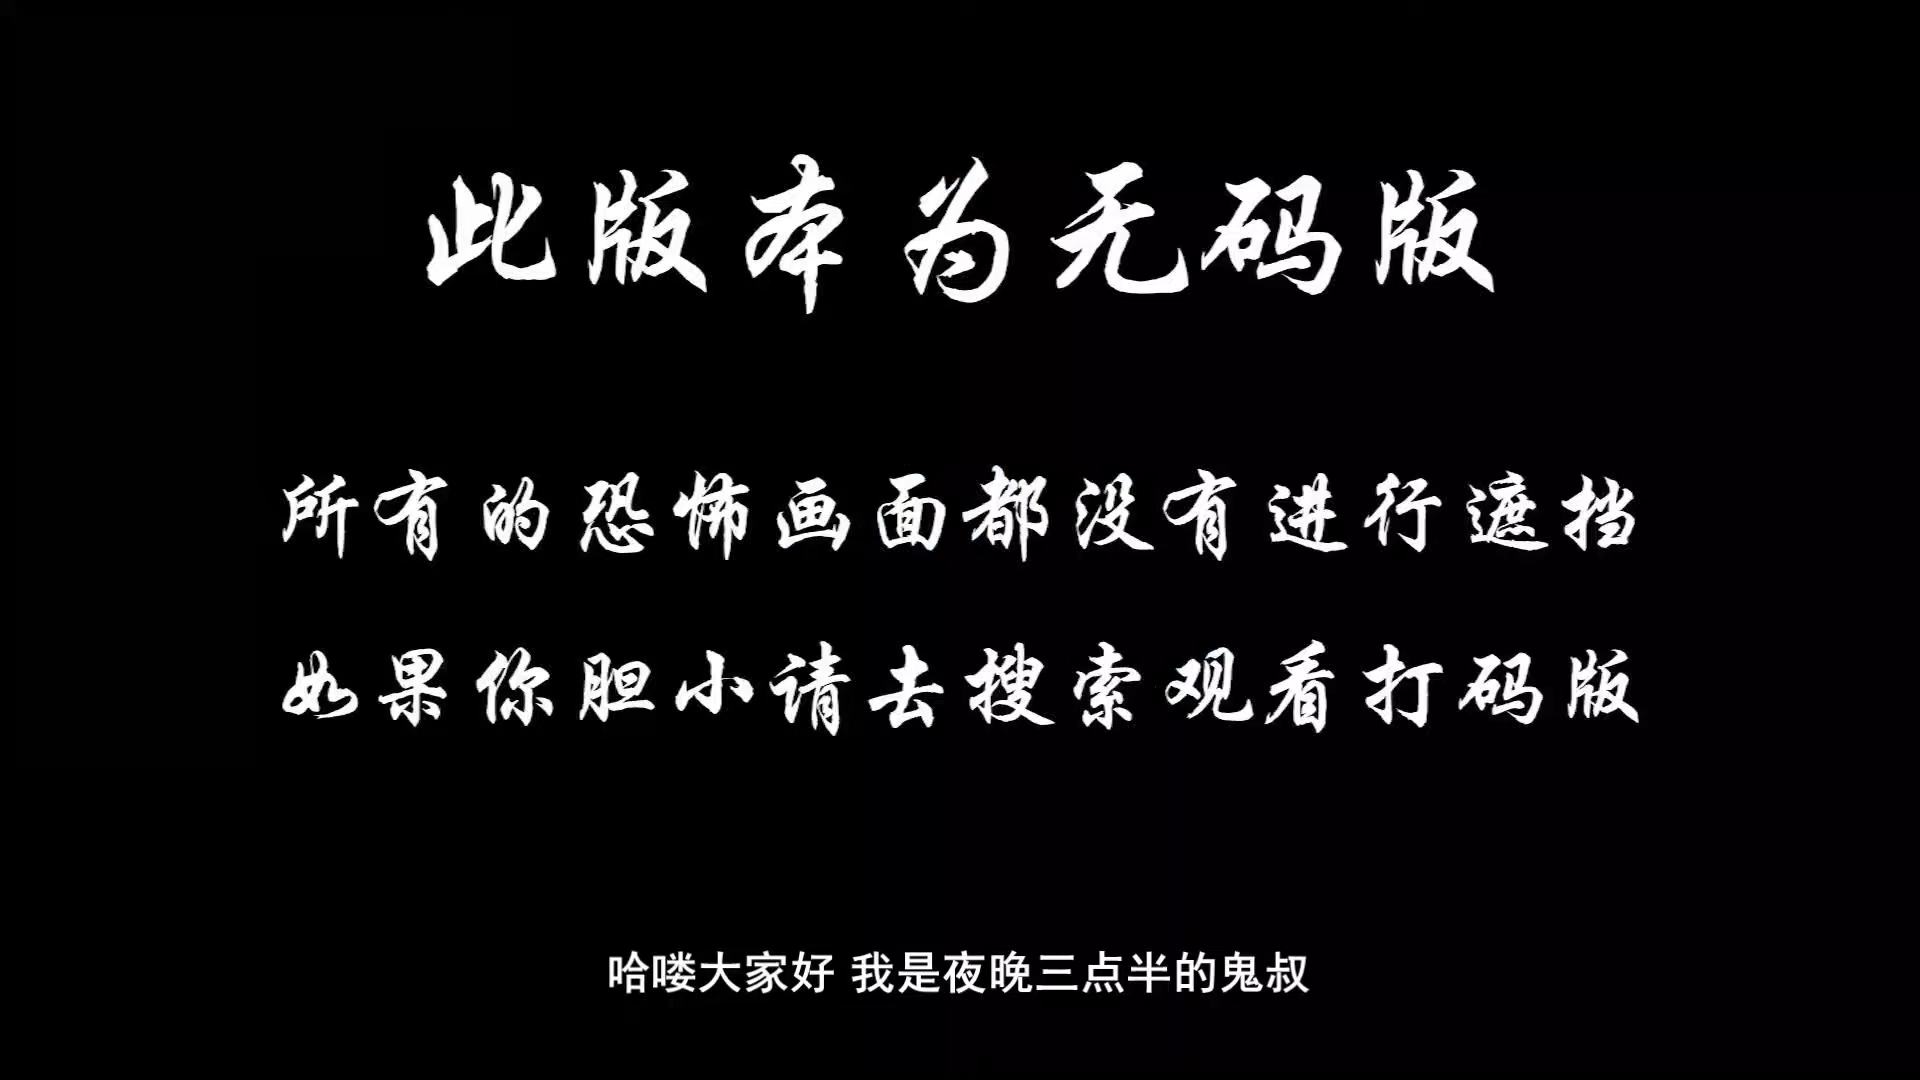 此版本为无码版
所有的恐怖画面都没有进行遮挡
如果你胆小请去搜索观看打码版
哈喽大家好 我是夜晚三点半的鬼叔